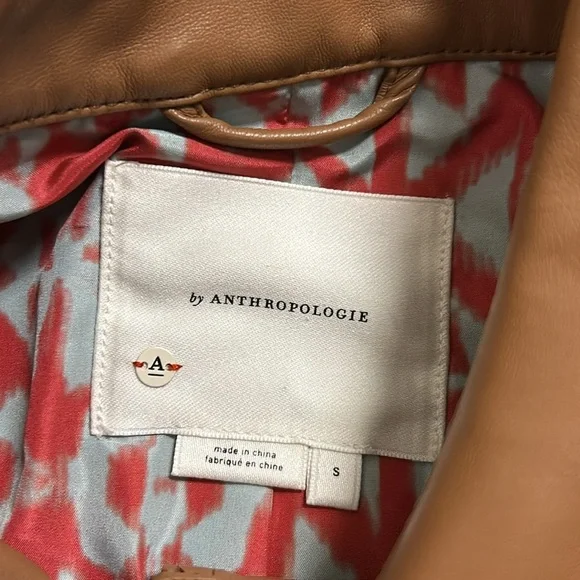 by ANTHROPOLOGIE
A
made in china
fabriqué en chine
S